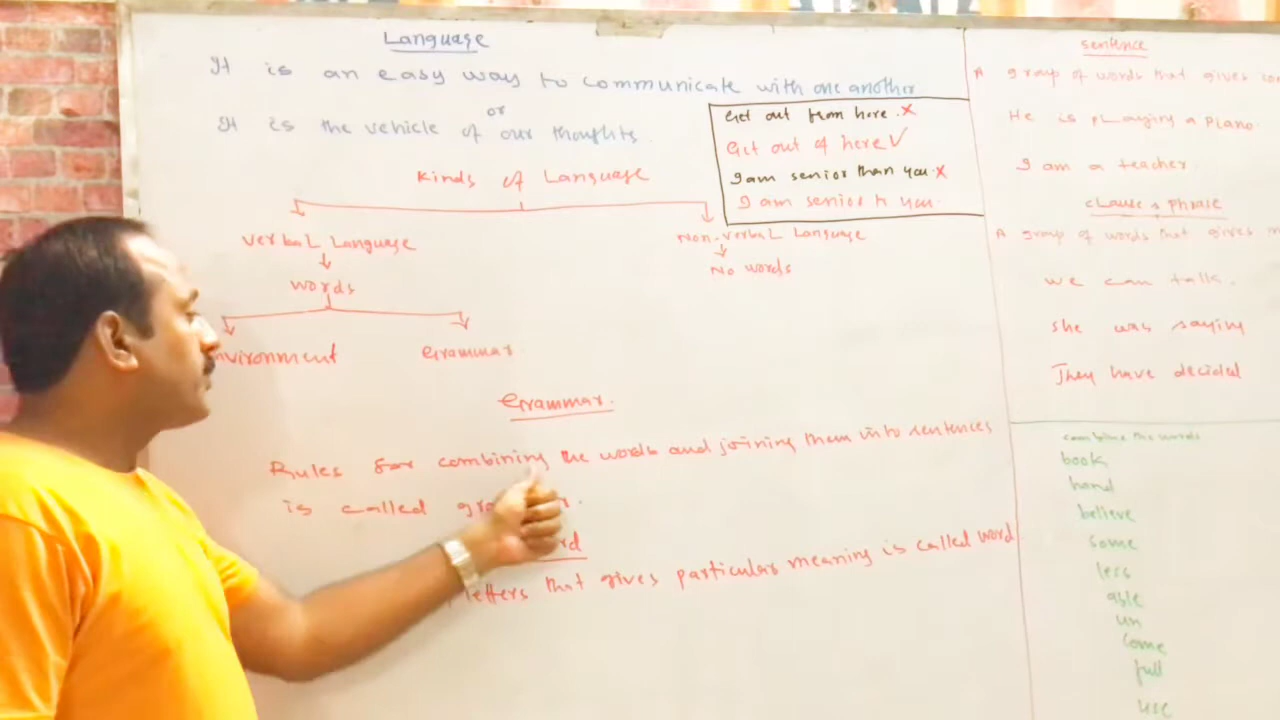 Language
It is an easy way to communicate with one another
or
It is the vehicle of our thoughts.
Get out from here. ×
Get out of here ✓
I am senior than you. ×
I am senior to you.
Kinds of Language
Verbal Language
Non-verbal Language
Words
No words
nvironment
Grammar
Grammar.
Rules for combining the words and joining them into sentences
is called
letters that gives particular meaning is called word
sentence
A group of words that gives
He is playing a piano.
I am a teacher
clause & phrase
A group of words that gives
we can talk.
she was saying
They have decided
combine the words
book
hand
believe
some
less
able
un
come
full
use